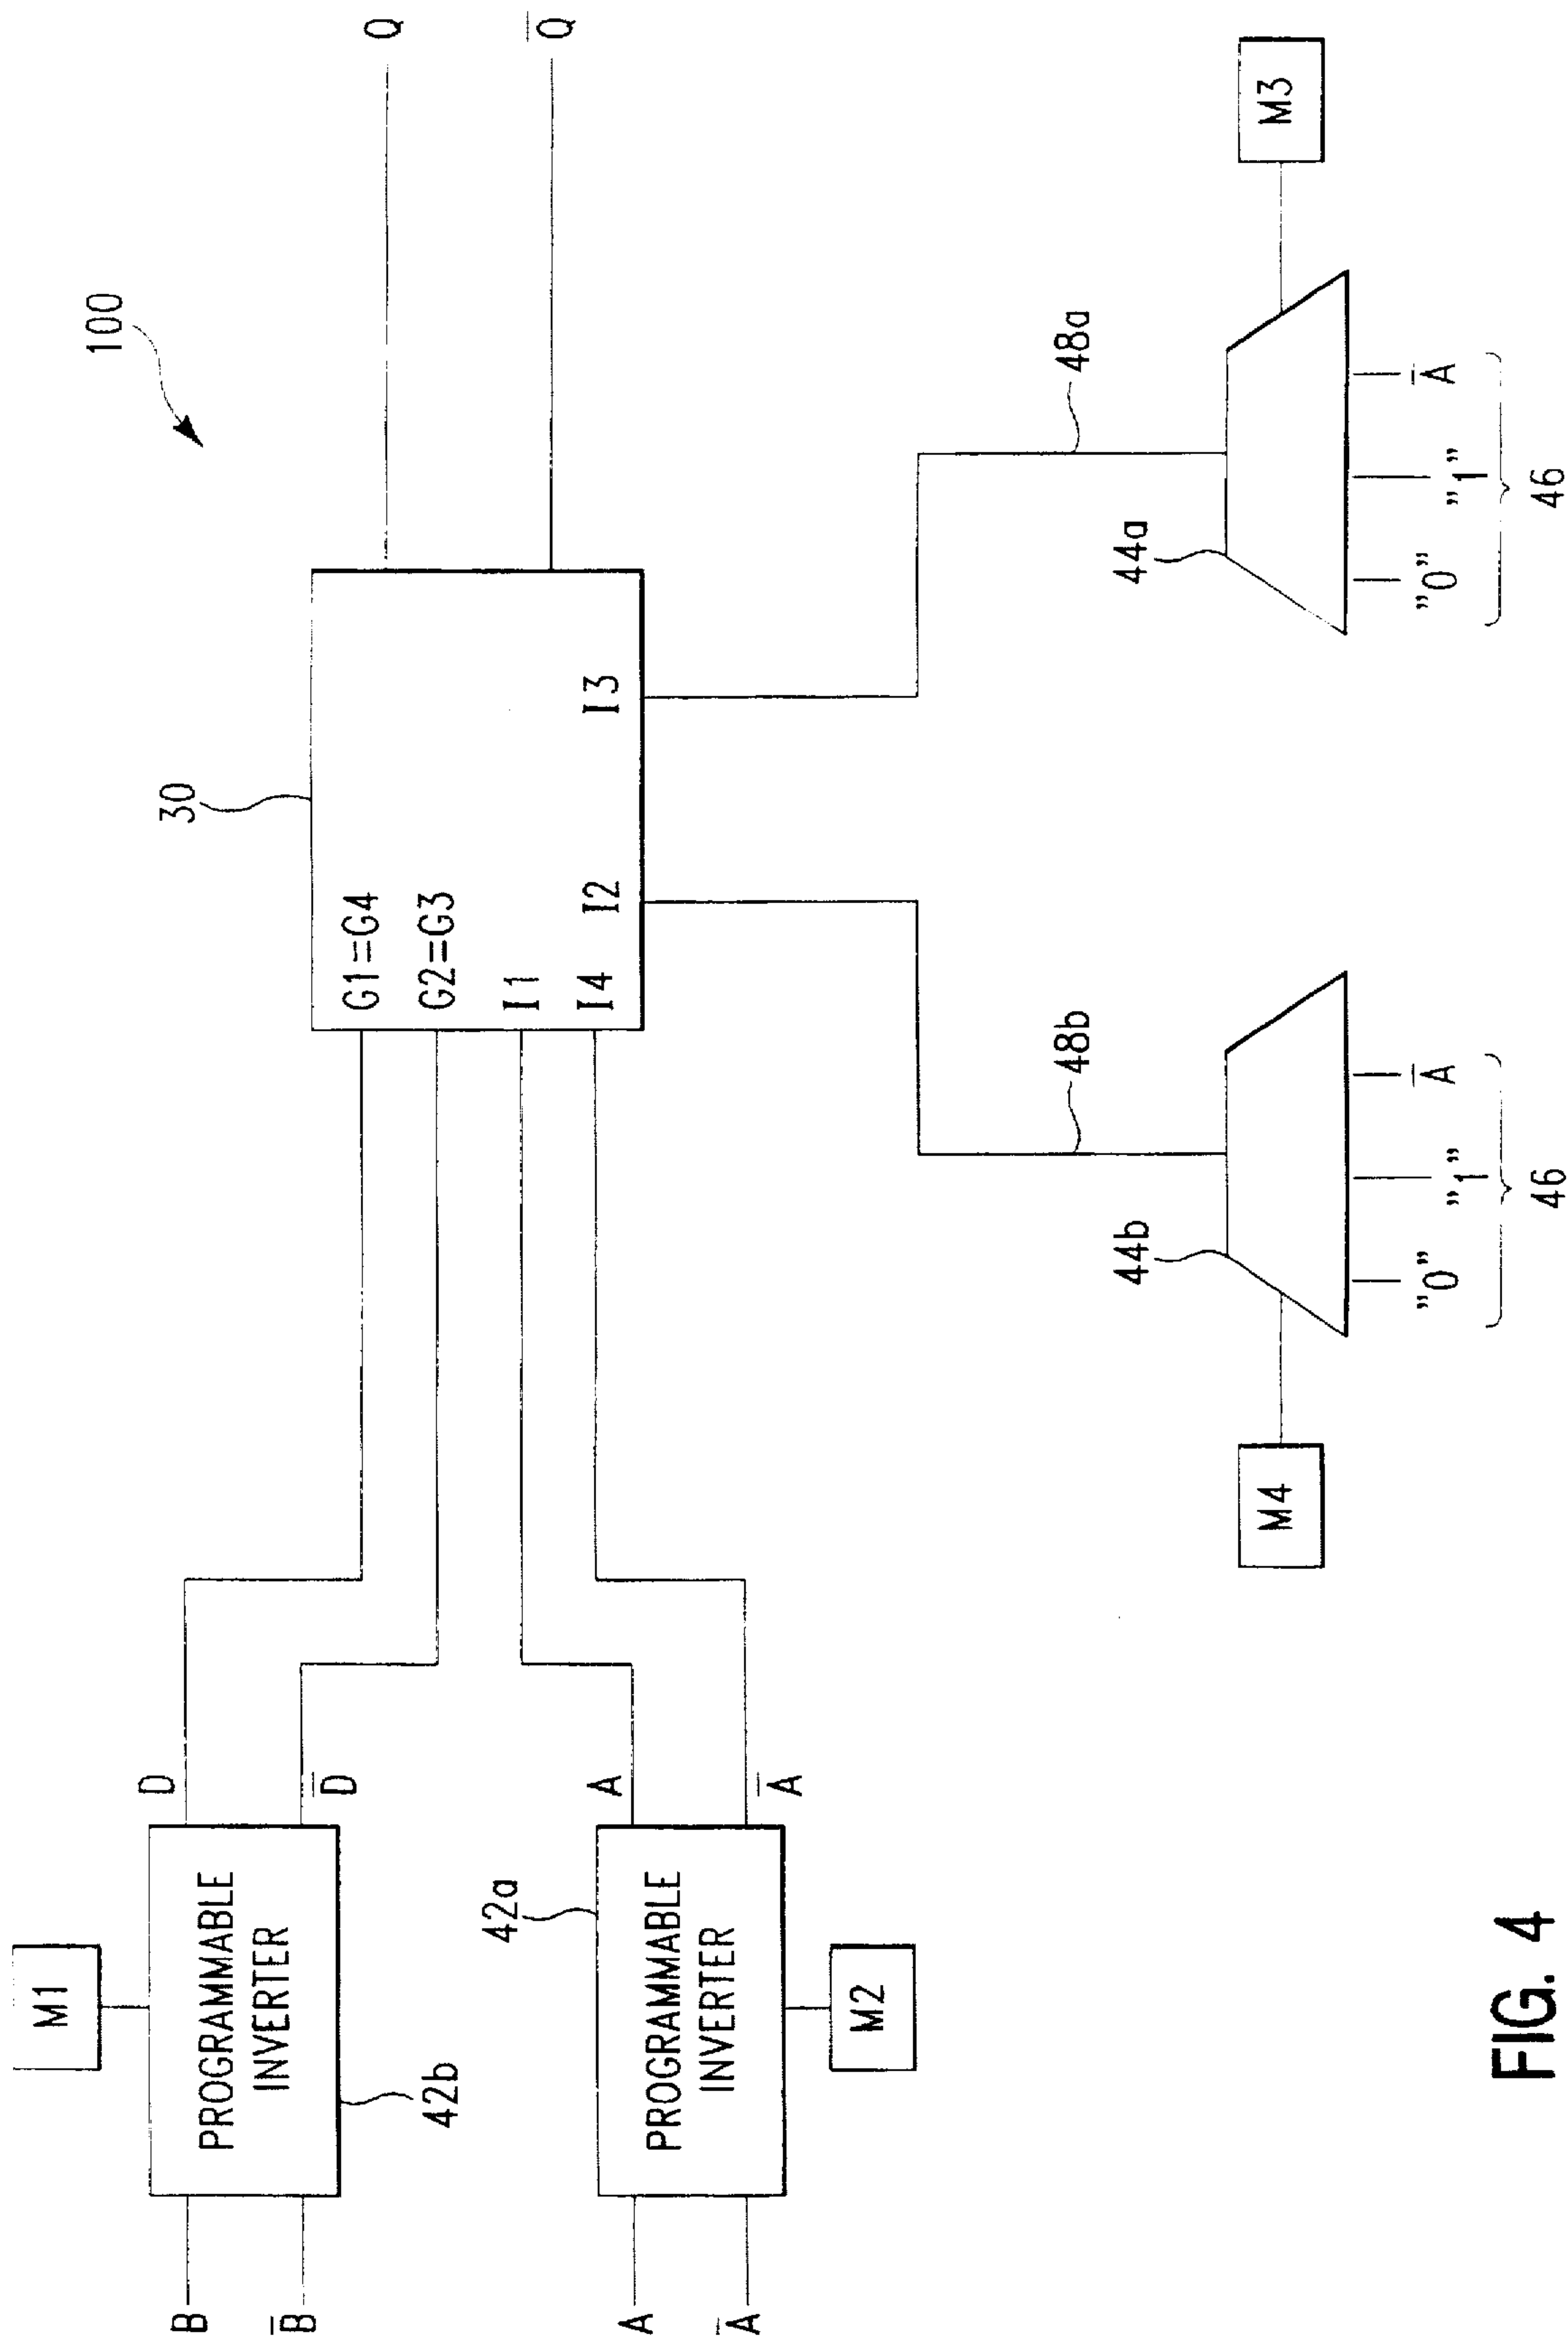 100
M1
B
B̅
PROGRAMMABLE
INVERTER
42b
D
D̅
30
G1=G4
G2=G3
I1
I4
I2
I3
Q
Q̅
A
A̅
PROGRAMMABLE
INVERTER
42a
A
A̅
M2
48b
48a
M4
44b
"0"
"1"
A̅
46
44a
M3
"0"
"1"
A̅
46
FIG. 4